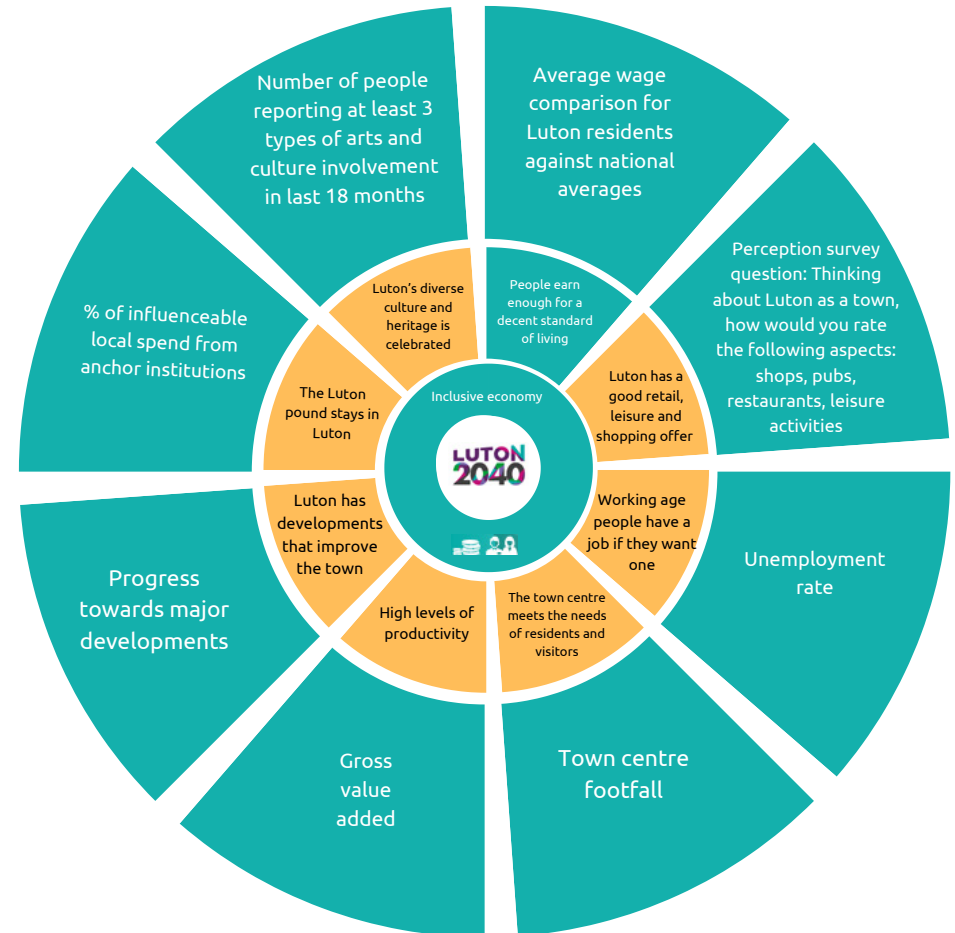 Number of people
reporting at least 3
types of arts and
culture involvement
in last 18 months
Average wage
comparison for
Luton residents
against national
averages
Perception survey
question: Thinking
about Luton as a town,
how would you rate
the following aspects:
shops, pubs,
restaurants, leisure
activities
% of influenceable
local spend from
anchor institutions
Luton's diverse
culture and
heritage is
celebrated
People earn
enough for a
decent standard
of living
The Luton
pound stays in
Luton
Luton has a
good retail,
leisure and
shopping offer
Inclusive economy
LUTON
2040
Luton has
developments
that improve
the town
Working age
people have a
job if they want
one
High levels of
productivity
The town centre
meets the needs
of residents and
visitors
Progress
towards major
developments
Unemployment
rate
Gross
value
added
Town centre
footfall